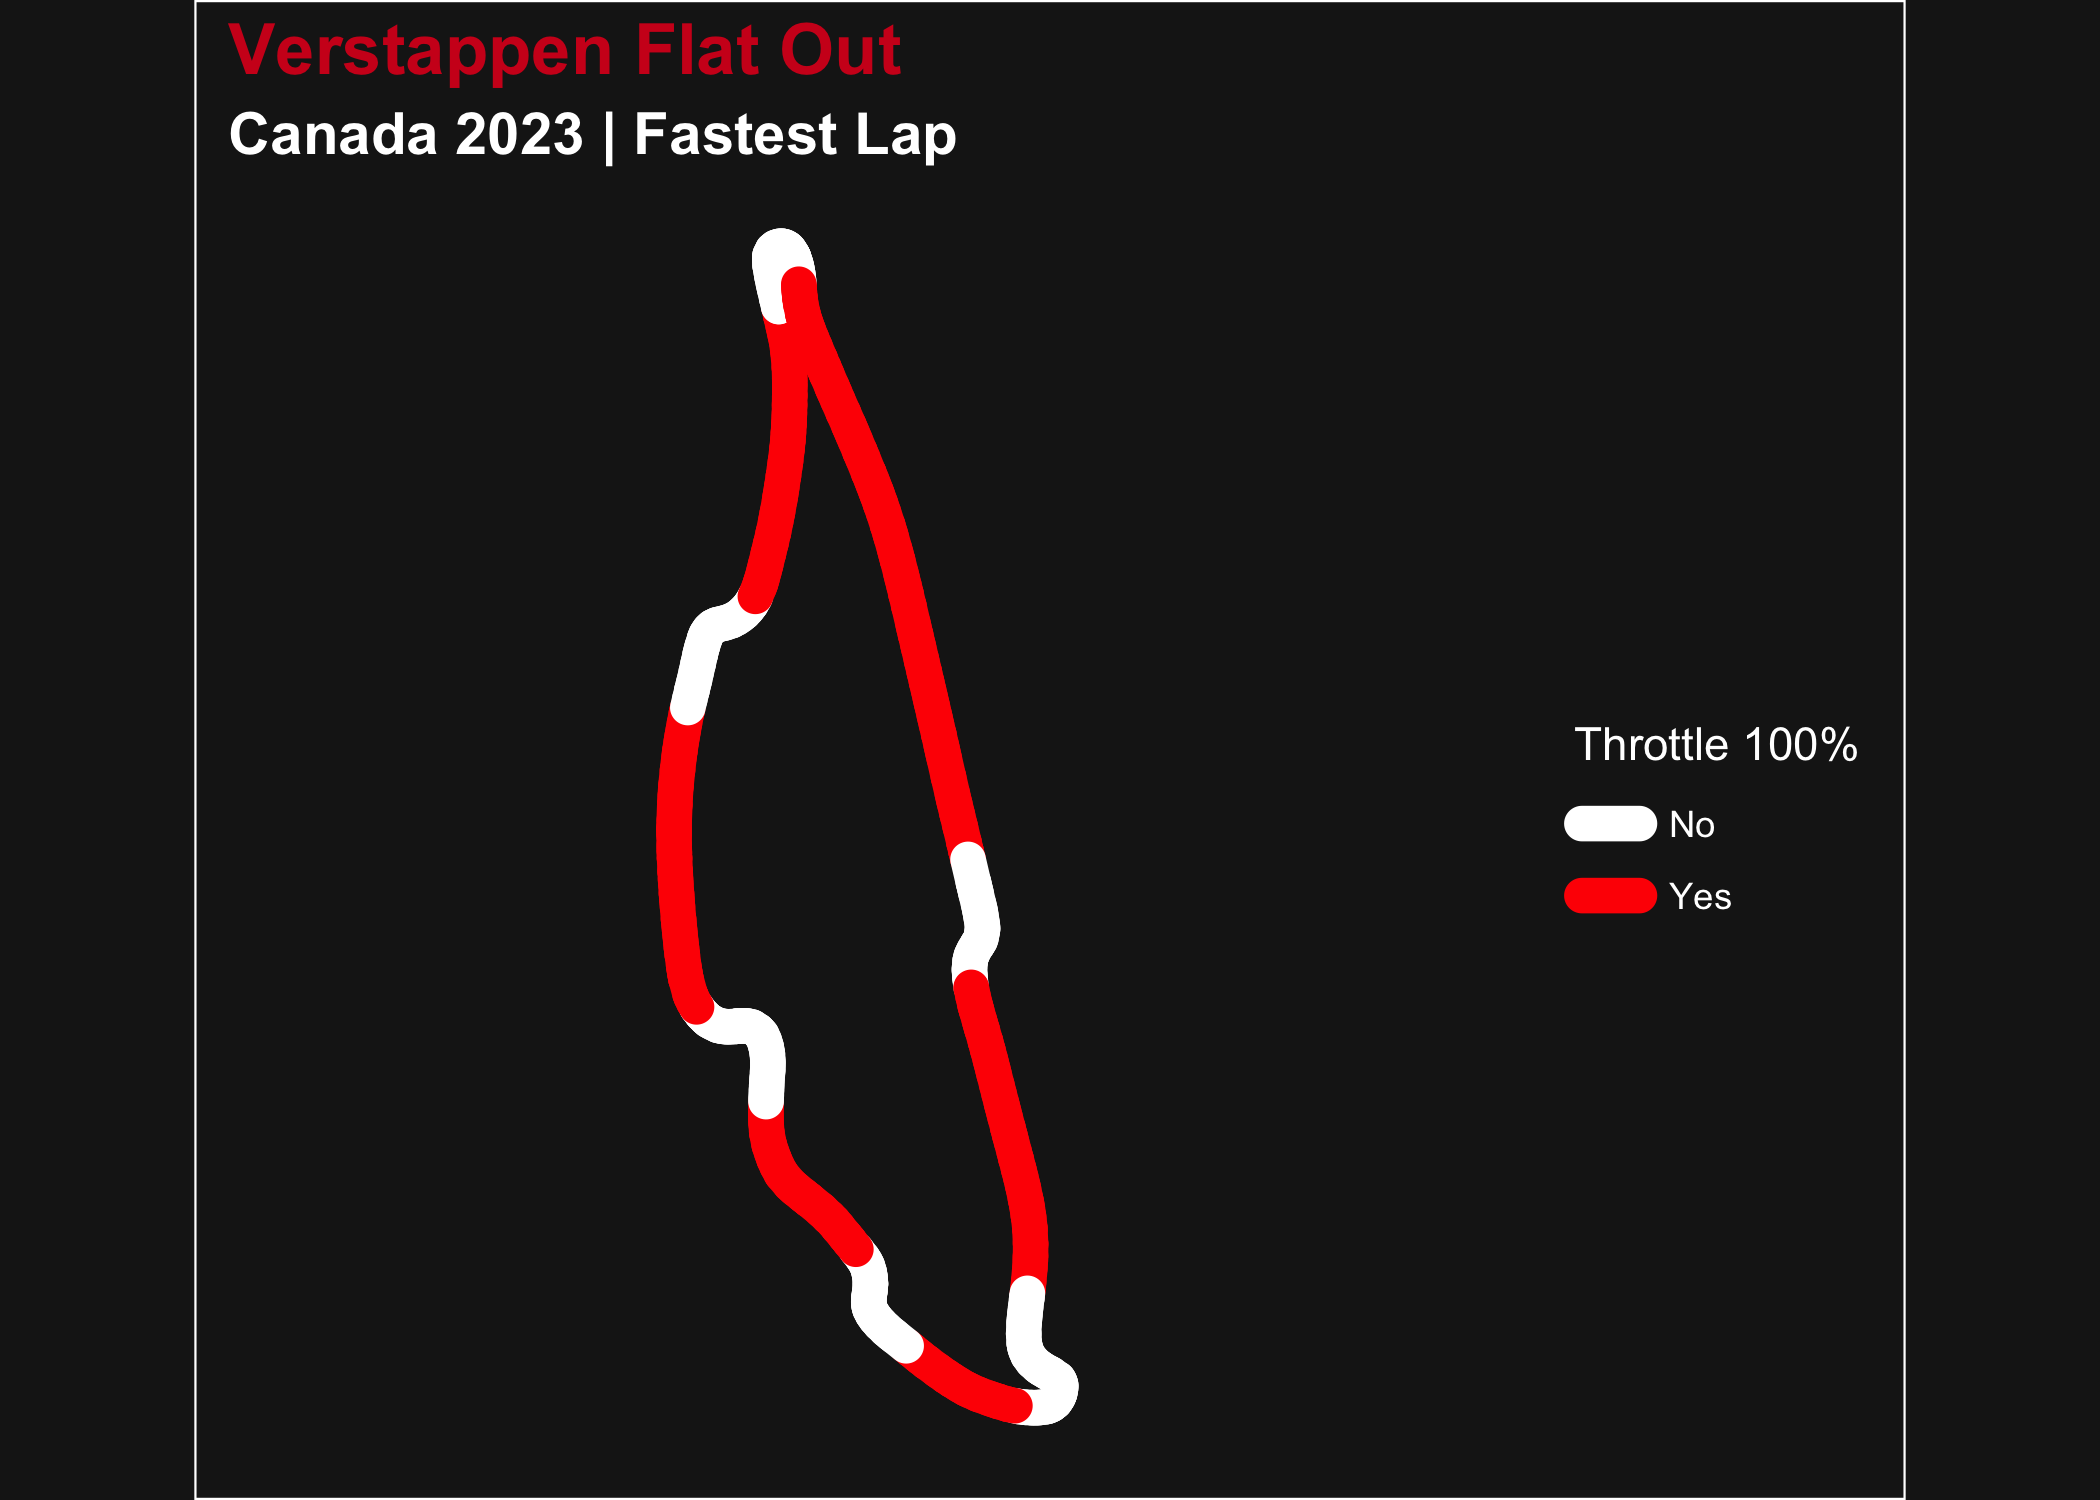 Verstappen Flat Out
Canada 2023 | Fastest Lap
Throttle 100%
No
Yes